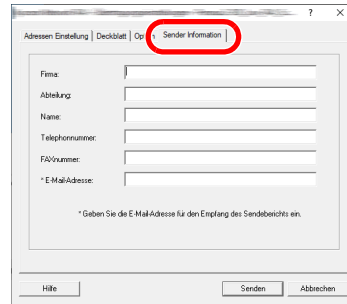 Adressen Einstellung
Deckblatt
Sender Information
Firma:
Abteilung:
Name:
Telephonnummer:
FAXnummer:
* E-Mail-Adresse:
* Geben Sie die E-Mail-Adresse für den Empfang des Sendeberichts ein.
Hilfe
Senden
Abbrechen